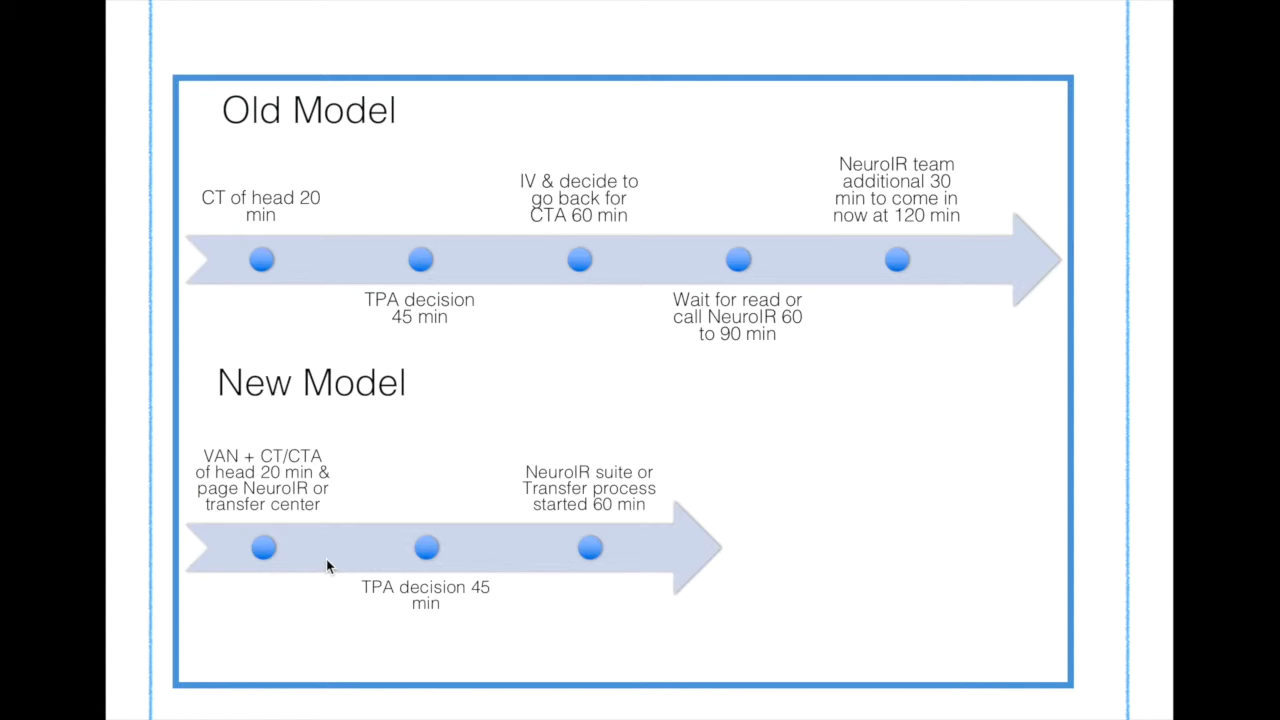 Old Model
CT of head 20
min
TPA decision
45 min
IV & decide to
go back for
CTA 60 min
Wait for read or
call NeuroIR 60
to 90 min
NeuroIR team
additional 30
min to come in
now at 120 min
New Model
VAN + CT/CTA
of head 20 min &
page NeuroIR or
transfer center
TPA decision 45
min
NeuroIR suite or
Transfer process
started 60 min